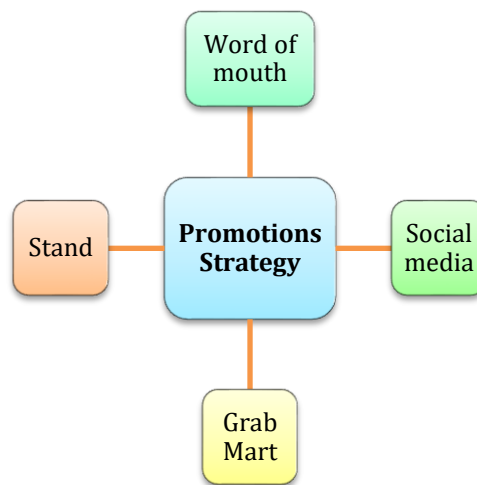 Word of
mouth
Stand
Promotions
Strategy
Social
media
Grab
Mart